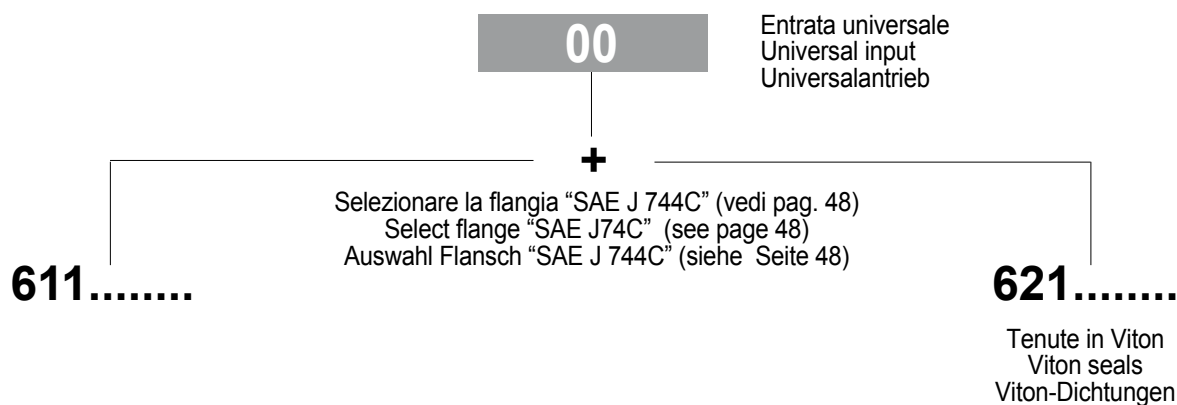 00
Entrata universale
Universal input
Universalantrieb
+
Selezionare la flangia “SAE J 744C” (vedi pag. 48)
Select flange “SAE J74C” (see page 48)
Auswahl Flansch “SAE J 744C” (siehe Seite 48)
611........
621........
Tenute in Viton
Viton seals
Viton-Dichtungen